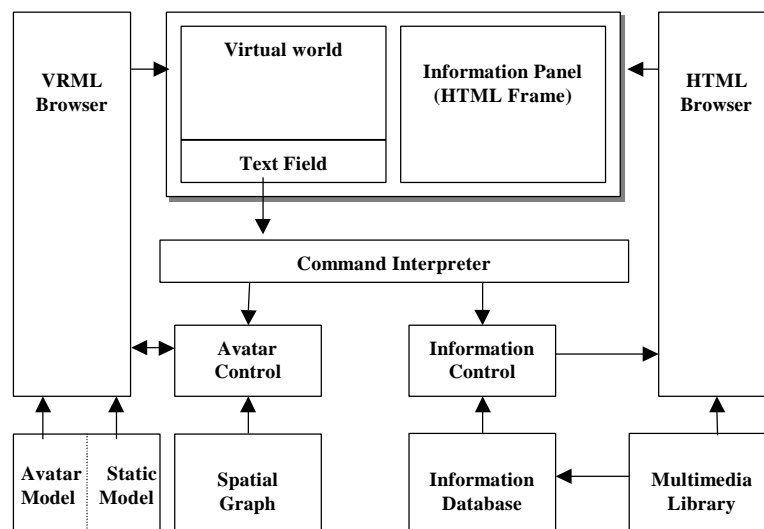 VRML
Browser
Virtual world
Text Field
Information Panel
(HTML Frame)
HTML
Browser
Command Interpreter
Avatar
Control
Information
Control
Avatar
Model
Static
Model
Spatial
Graph
Information
Database
Multimedia
Library